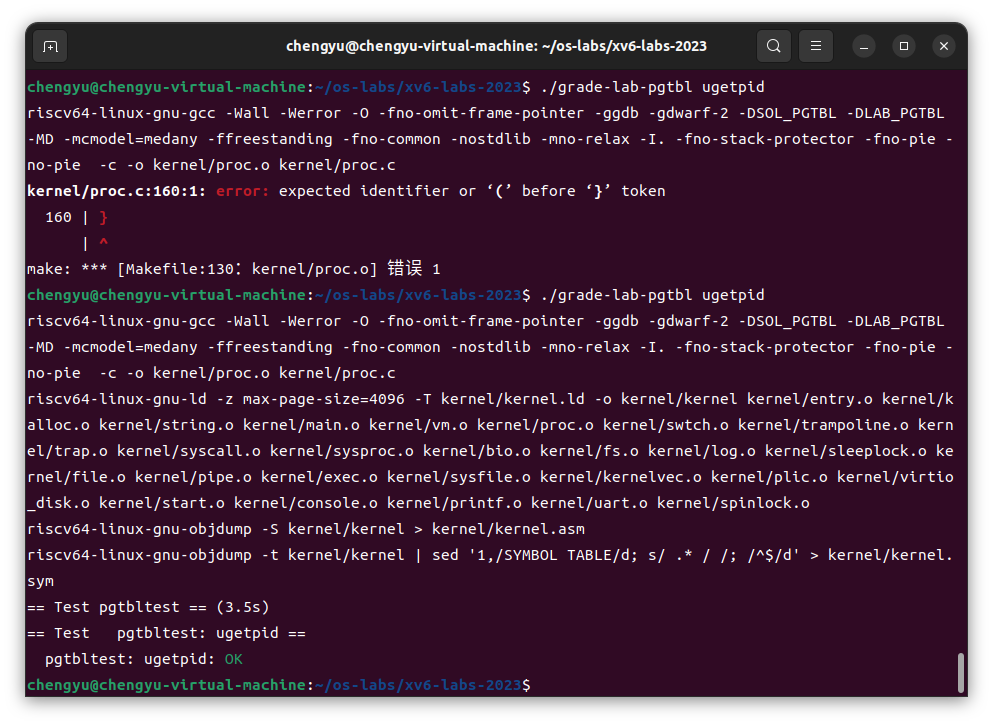 chengyu@chengyu-virtual-machine: ~/os-labs/xv6-labs-2023
chengyu@chengyu-virtual-machine:~/os-labs/xv6-labs-2023$ ./grade-lab-pgtbl ugetpid
riscv64-linux-gnu-gcc -Wall -Werror -O -fno-omit-frame-pointer -ggdb -gdwarf-2 -DSOL_PGTBL -DLAB_PGTBL
-MD -mcmodel=medany -ffreestanding -fno-common -nostdlib -mno-relax -I. -fno-stack-protector -fno-pie -
no-pie  -c -o kernel/proc.o kernel/proc.c
kernel/proc.c:160:1: error: expected identifier or ‘(’ before ‘}’ token
  160 | }
      | ^
make: *** [Makefile:130：kernel/proc.o] 错误 1
chengyu@chengyu-virtual-machine:~/os-labs/xv6-labs-2023$ ./grade-lab-pgtbl ugetpid
riscv64-linux-gnu-gcc -Wall -Werror -O -fno-omit-frame-pointer -ggdb -gdwarf-2 -DSOL_PGTBL -DLAB_PGTBL
-MD -mcmodel=medany -ffreestanding -fno-common -nostdlib -mno-relax -I. -fno-stack-protector -fno-pie -
no-pie  -c -o kernel/proc.o kernel/proc.c
riscv64-linux-gnu-ld -z max-page-size=4096 -T kernel/kernel.ld -o kernel/kernel kernel/entry.o kernel/k
alloc.o kernel/string.o kernel/main.o kernel/vm.o kernel/proc.o kernel/swtch.o kernel/trampoline.o kern
el/trap.o kernel/syscall.o kernel/sysproc.o kernel/bio.o kernel/fs.o kernel/log.o kernel/sleeplock.o ke
rnel/file.o kernel/pipe.o kernel/exec.o kernel/sysfile.o kernel/kernelvec.o kernel/plic.o kernel/virtio
_disk.o kernel/start.o kernel/console.o kernel/printf.o kernel/uart.o kernel/spinlock.o
riscv64-linux-gnu-objdump -S kernel/kernel > kernel/kernel.asm
riscv64-linux-gnu-objdump -t kernel/kernel | sed '1,/SYMBOL TABLE/d; s/ .* / /; /^$/d' > kernel/kernel.
sym
== Test pgtbltest == (3.5s)
== Test   pgtbltest: ugetpid ==
  pgtbltest: ugetpid: OK
chengyu@chengyu-virtual-machine:~/os-labs/xv6-labs-2023$